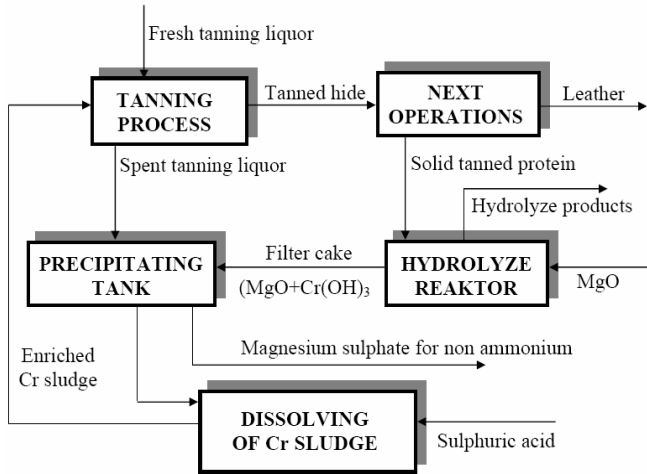 Fresh tanning liquor
TANNING
PROCESS
Tanned hide
NEXT
OPERATIONS
Leather
Spent tanning liquor
Solid tanned protein
Hydrolyze products
PRECIPITATING
TANK
Filter cake
(MgO+Cr(OH)₃
HYDROLYZE
REAKTOR
MgO
Enriched
Cr sludge
Magnesium sulphate for non ammonium
DISSOLVING
OF Cr SLUDGE
Sulphuric acid